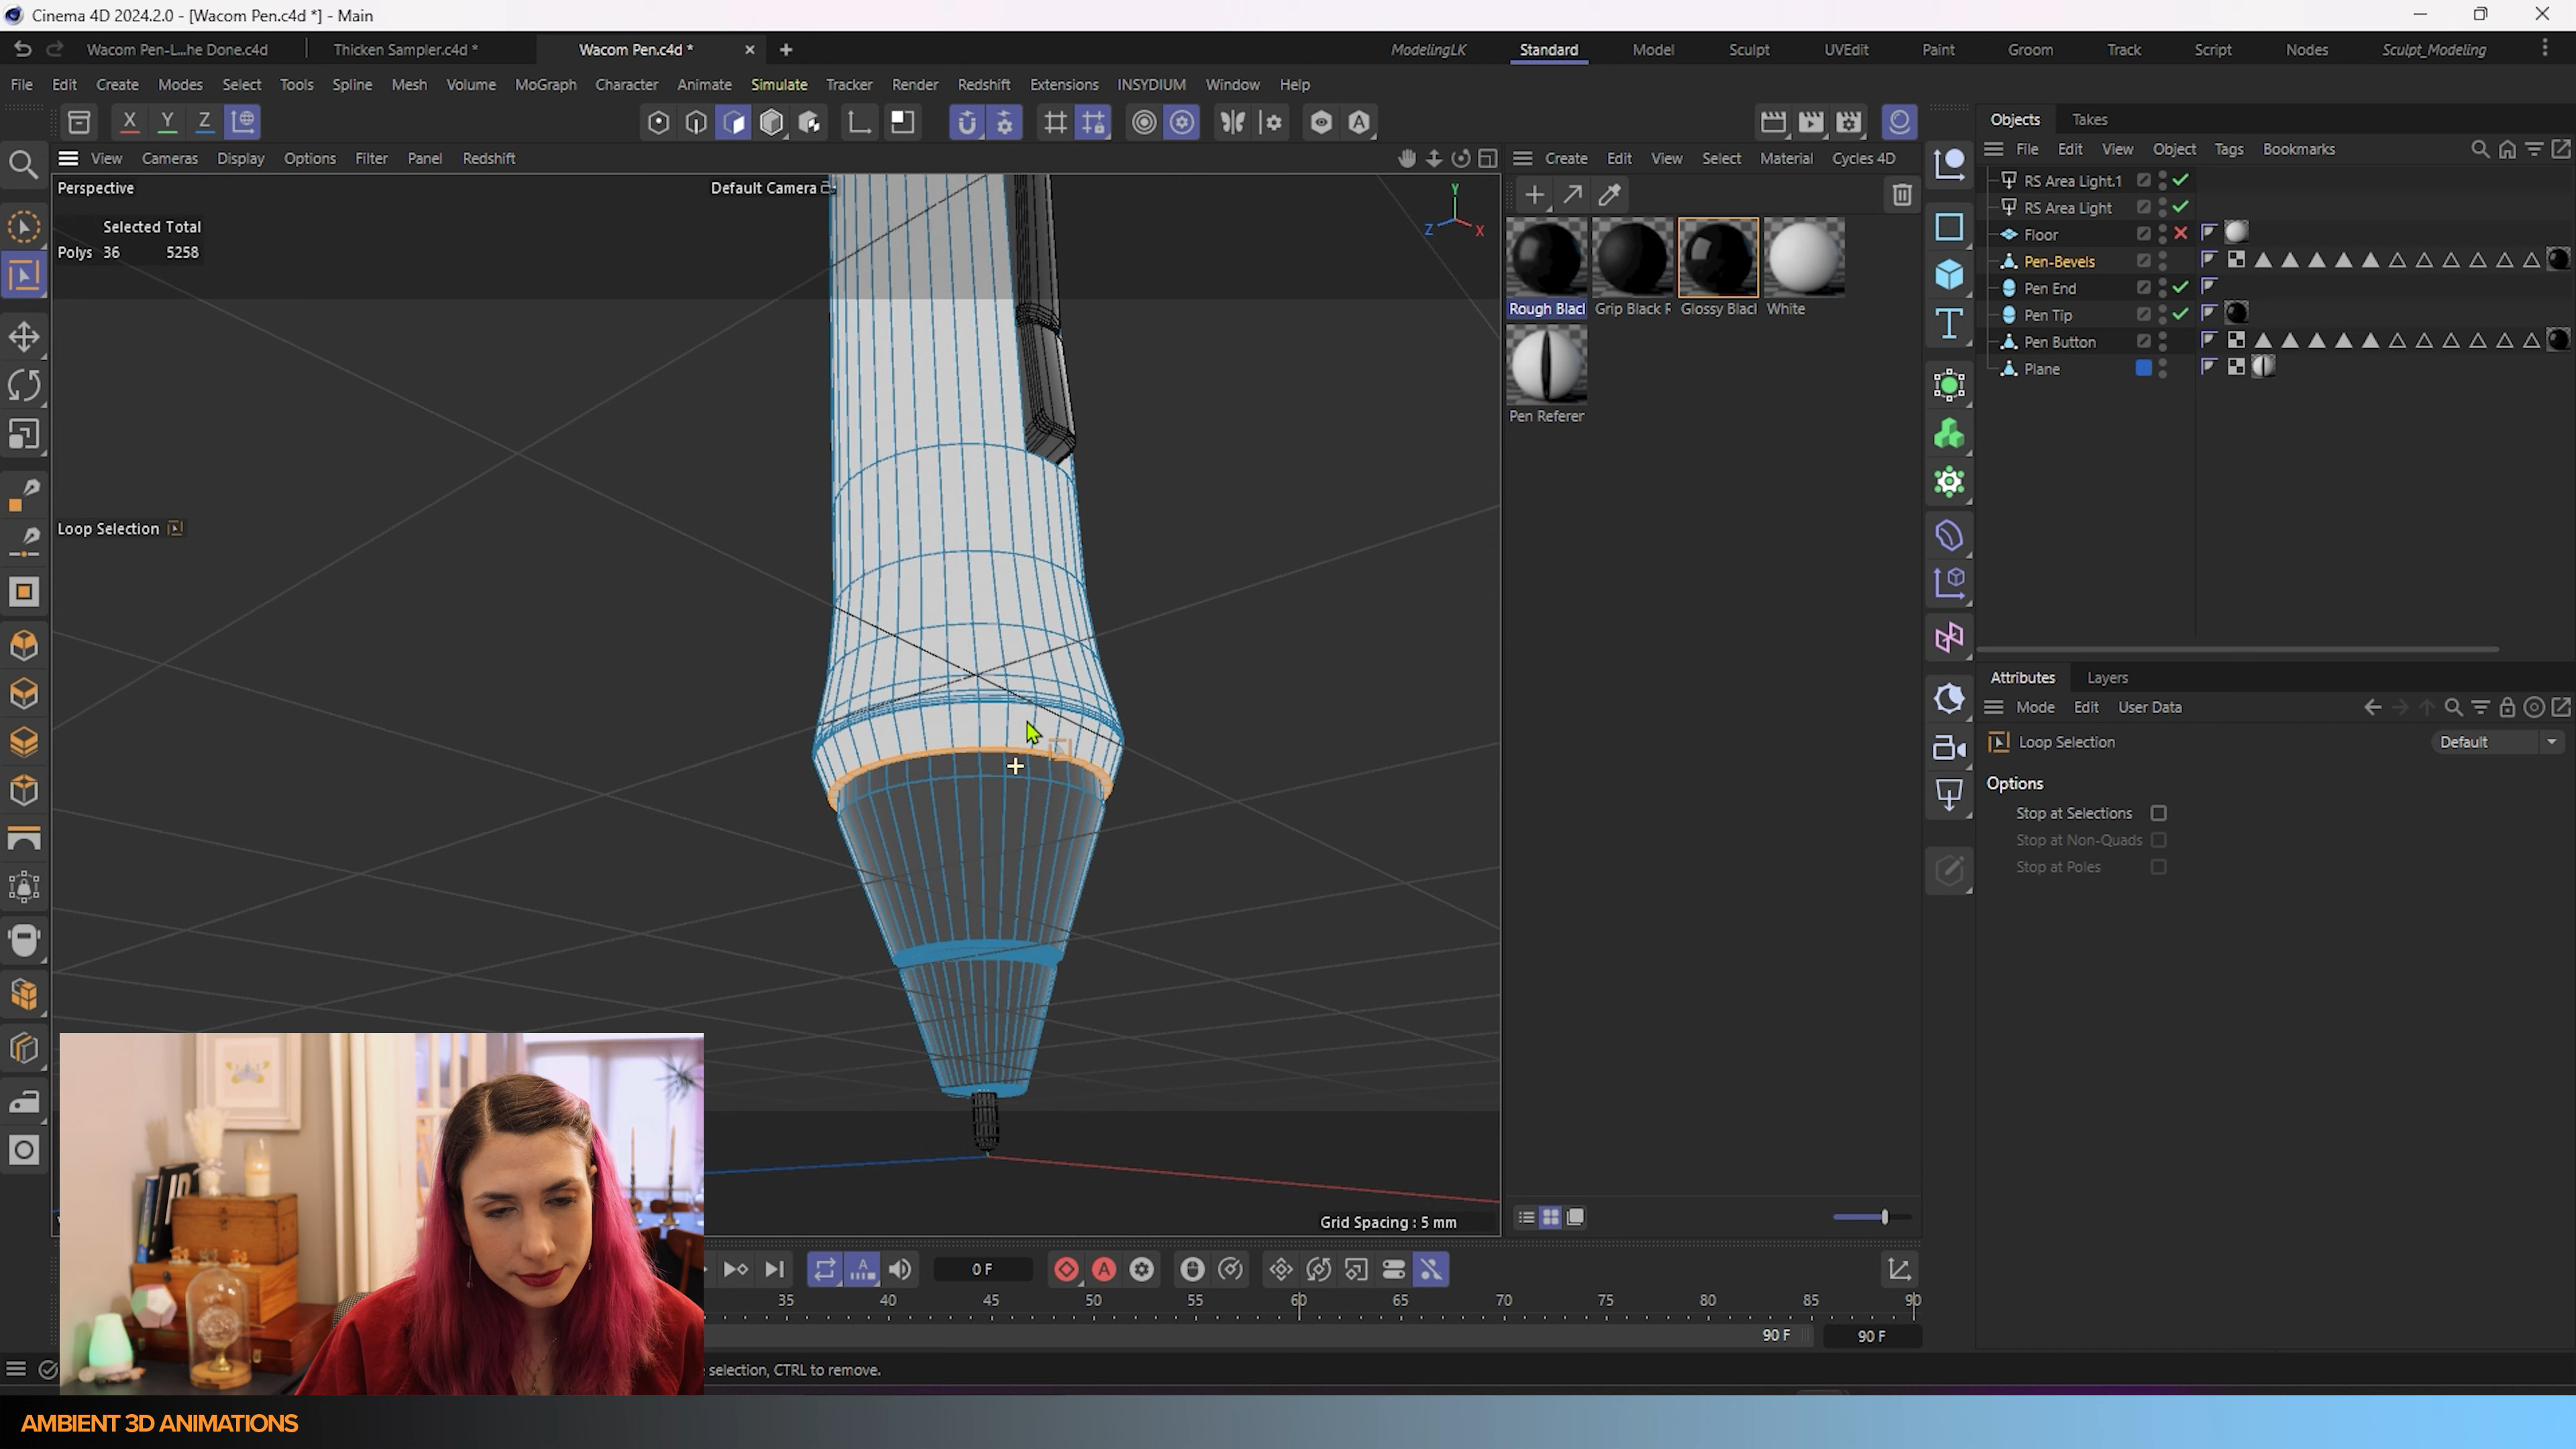 Cinema 4D 2024.2.0 - [Wacom Pen.c4d *] - Main
Wacom Pen-L...he Done.c4d
Thicken Sampler.c4d *
Wacom Pen.c4d *
ModelingLK
Standard
Model
Sculpt
UVEdit
Paint
Groom
Track
Script
Nodes
Sculpt_Modeling
File Edit Create Modes Select Tools Spline Mesh Volume MoGraph Character Animate Simulate Tracker Render Redshift Extensions INSYDIUM Window Help
X Y Z
View Cameras Display Options Filter Panel Redshift
Perspective
Default Camera
Selected Total
Polys 36 5258
Loop Selection
Y
Z
X
Grid Spacing : 5 mm
Create Edit View Select Material Cycles 4D
Rough Blacl
Grip Black F
Glossy Blacl
White
Pen Referer
Objects
Takes
File Edit View Object Tags Bookmarks
RS Area Light.1
RS Area Light
Floor
Pen-Bevels
Pen End
Pen Tip
Pen Button
Plane
Attributes
Layers
Mode Edit User Data
Loop Selection
Default
Options
Stop at Selections
Stop at Non-Quads
Stop at Poles
0 F
35 40 45 50 55 60 65 70 75 80 85 90
90 F
90 F
selection, CTRL to remove.
AMBIENT 3D ANIMATIONS